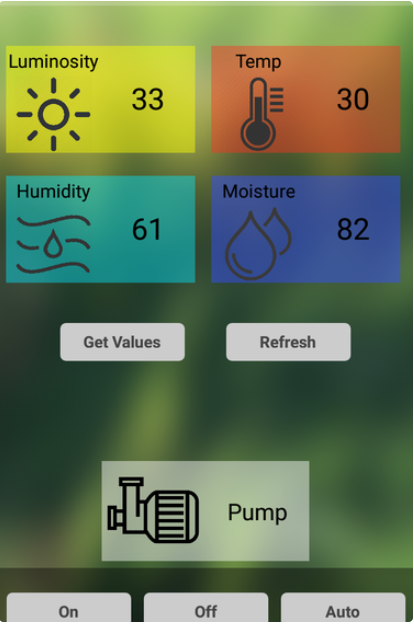 Luminosity
33
Temp
30
Humidity
61
Moisture
82
Get Values
Refresh
Pump
On
Off
Auto